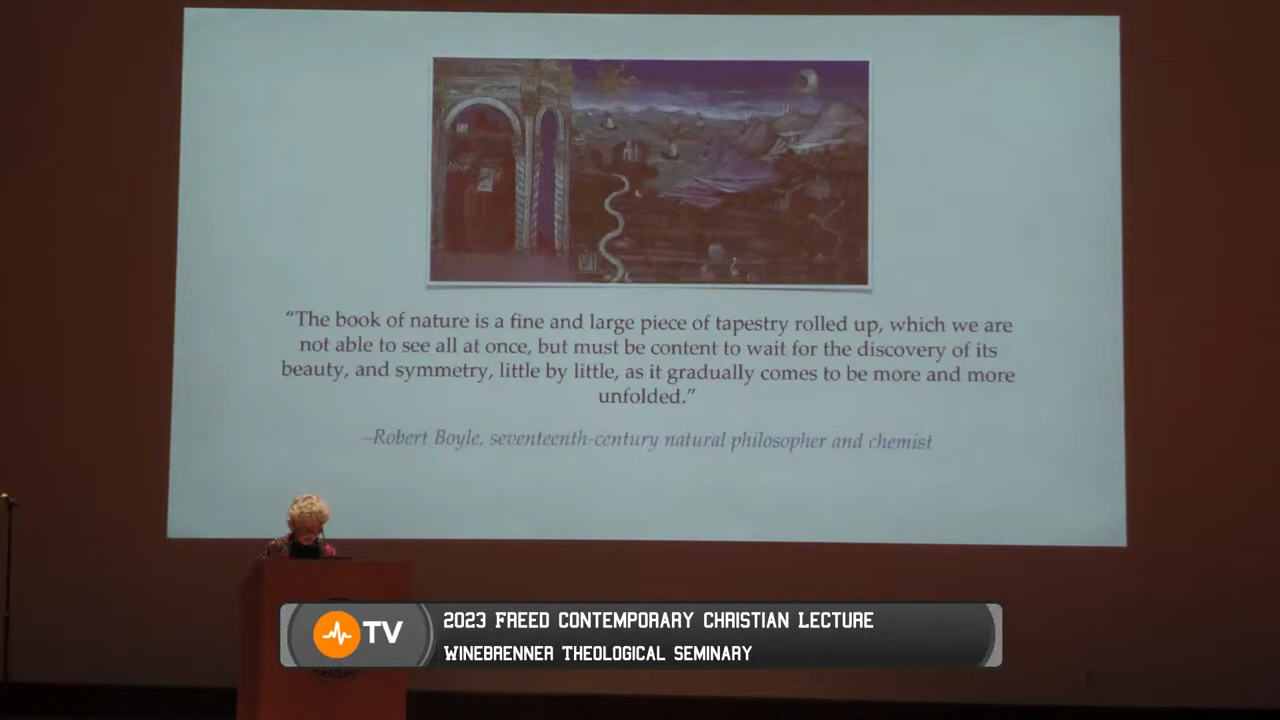 “The book of nature is a fine and large piece of tapestry rolled up, which we are
not able to see all at once, but must be content to wait for the discovery of its
beauty, and symmetry, little by little, as it gradually comes to be more and more
unfolded.”
–Robert Boyle, seventeenth-century natural philosopher and chemist
TV
2023 FREED CONTEMPORARY CHRISTIAN LECTURE
WINEBRENNER THEOLOGICAL SEMINARY